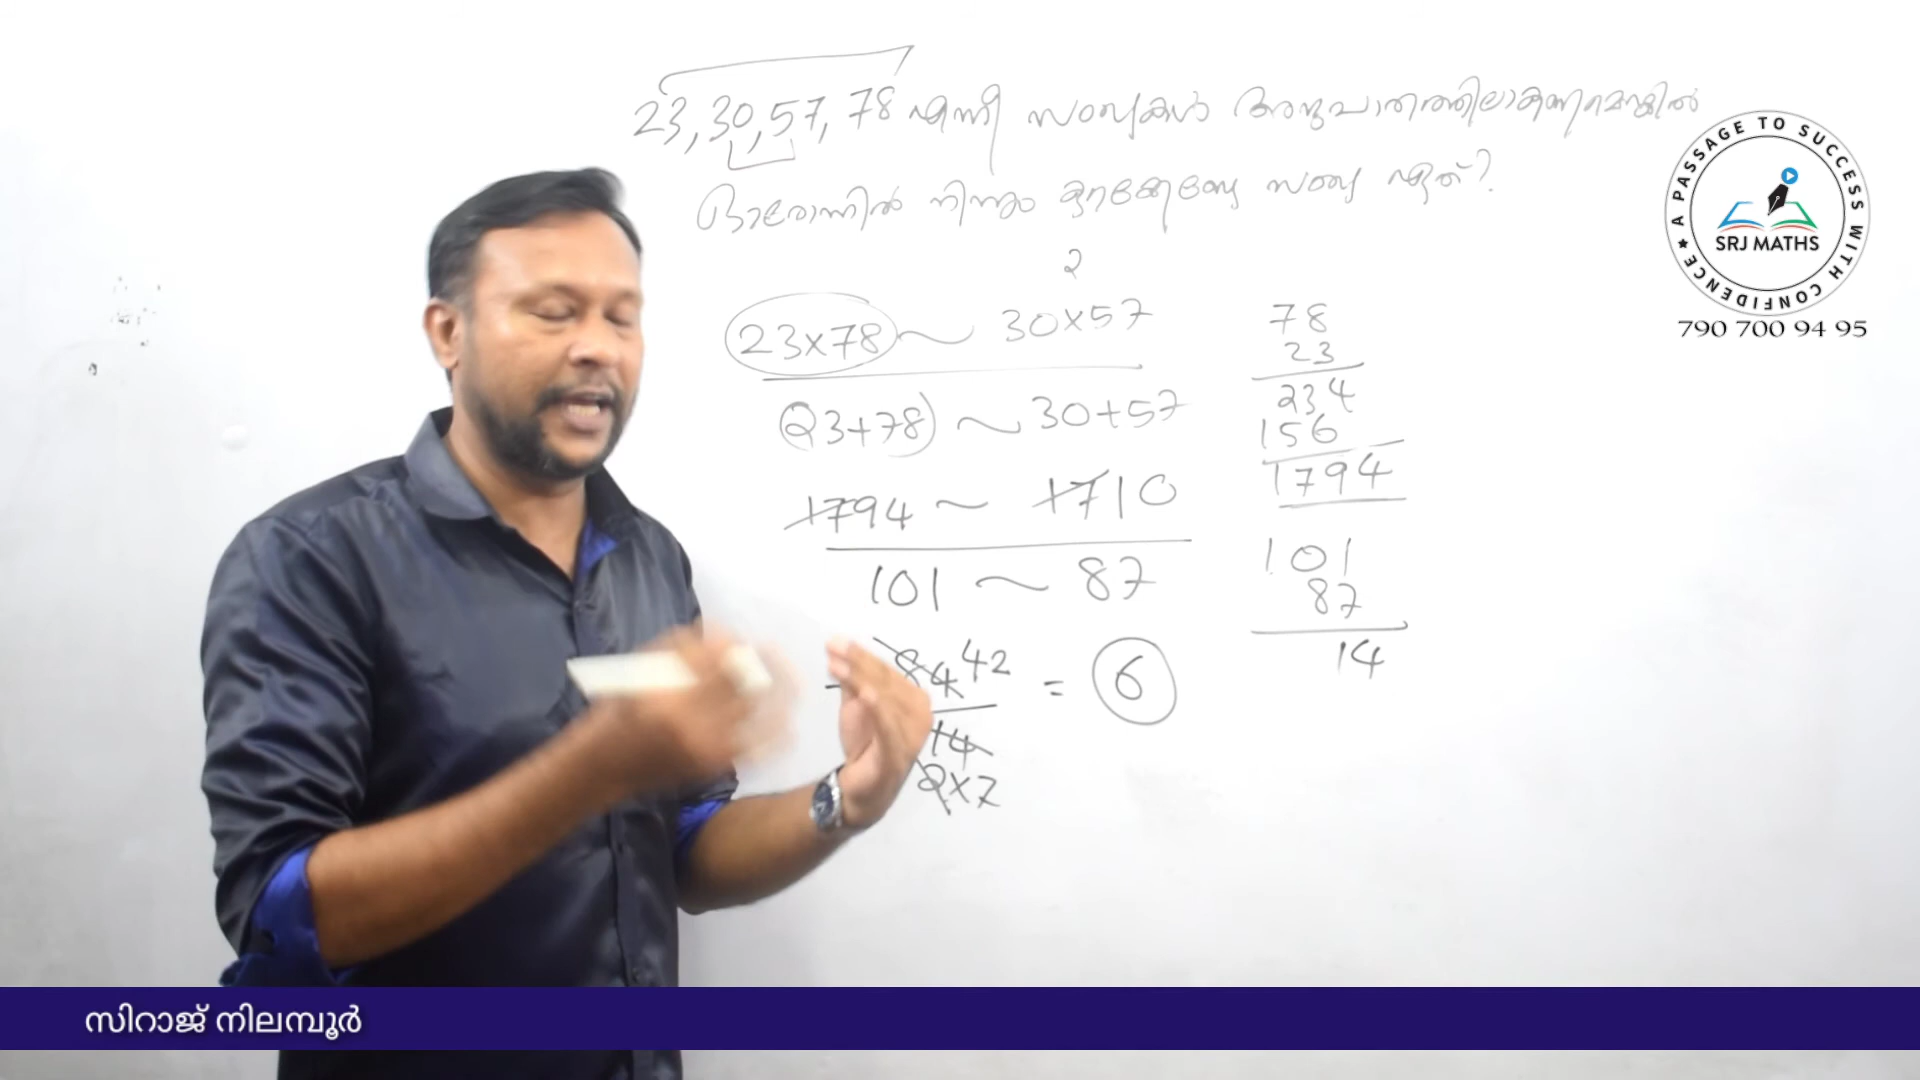 23, 30, 57, 78 എന്നീ സംഖ്യകൾ അനുപാതത്തിലാകണമെങ്കിൽ
ഓരോന്നിൽ നിന്നും കുറക്കേണ്ട സംഖ്യ ഏത്?
2
23x78 ~ 30x57
23+78 ~ 30+57
1794 ~ 1710
101 ~ 87
84 42
= 6
14
2x7
78
23
234
156
1794
101
87
14
A PASSAGE TO SUCCESS WITH CONFIDENCE
SRJ MATHS
790 700 94 95
സിറാജ് നിലമ്പൂർ